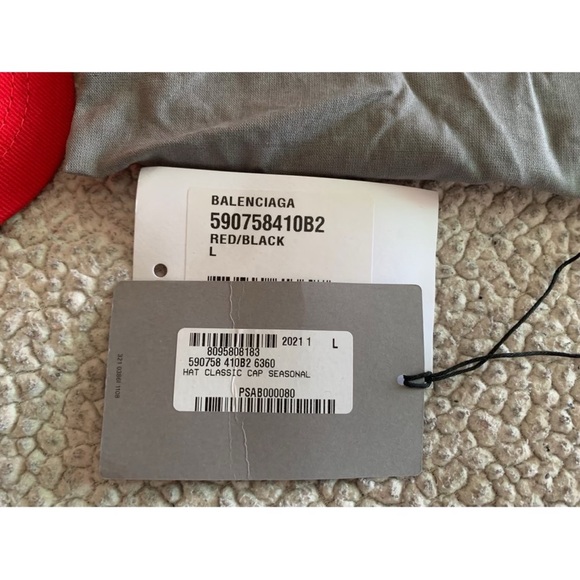 BALENCIAGA
590758410B2
RED/BLACK
L
2021 1 L
8095808183
590758 410B2 6360
HAT CLASSIC CAP SEASONAL
PSAB000080